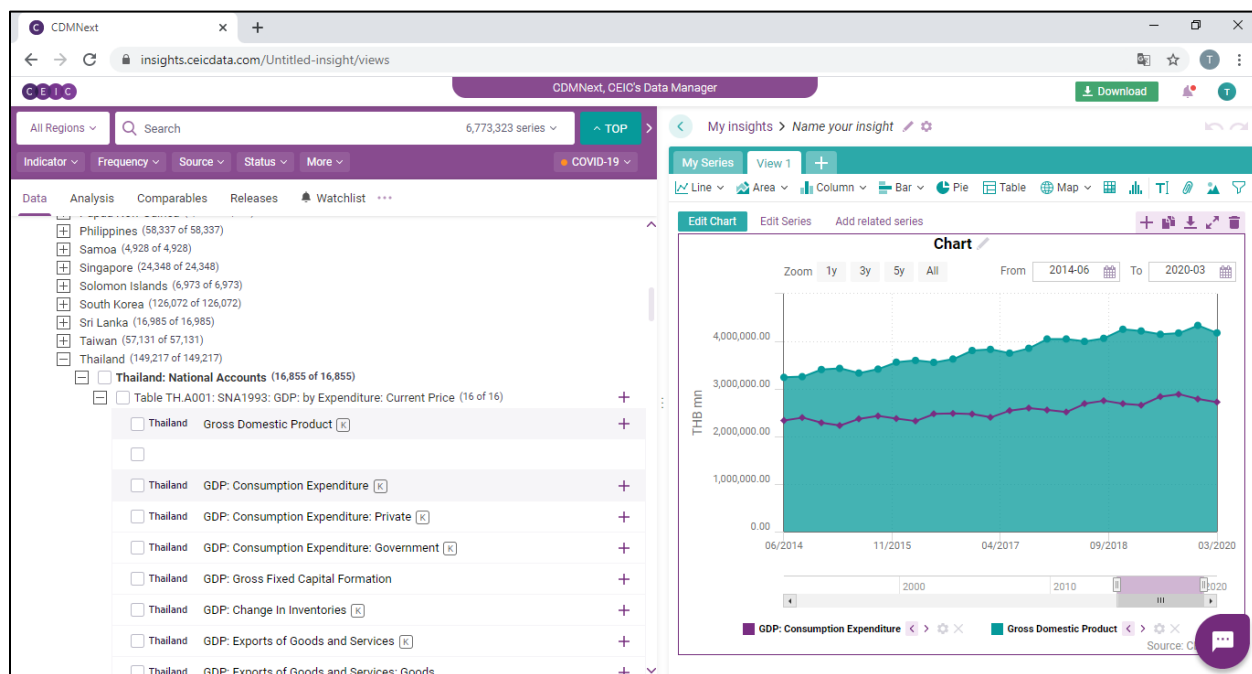 CDMNext
insights.ceicdata.com/Untitled-insight/views
T
CEIC
CDMNext, CEIC's Data Manager
Download
T
All Regions
Search
6,773,323 series
TOP
Indicator
Frequency
Source
Status
More
COVID-19
Data
Analysis
Comparables
Releases
Watchlist
Philippines (58,337 of 58,337)
Samoa (4,928 of 4,928)
Singapore (24,348 of 24,348)
Solomon Islands (6,973 of 6,973)
South Korea (126,072 of 126,072)
Sri Lanka (16,985 of 16,985)
Taiwan (57,131 of 57,131)
Thailand (149,217 of 149,217)
Thailand: National Accounts (16,855 of 16,855)
Table TH.A001: SNA1993: GDP: by Expenditure: Current Price (16 of 16)
Thailand Gross Domestic Product K
Thailand GDP: Consumption Expenditure K
Thailand GDP: Consumption Expenditure: Private K
Thailand GDP: Consumption Expenditure: Government K
Thailand GDP: Gross Fixed Capital Formation
Thailand GDP: Change In Inventories K
Thailand GDP: Exports of Goods and Services K
Thailand GDP: Exports of Goods and Services: Goods
My insights > Name your insight
My Series
View 1
Line
Area
Column
Bar
Pie
Table
Map
Edit Chart
Edit Series
Add related series
Chart
Zoom 1y 3y 5y All
From 2014-06 To 2020-03
THB mn
4,000,000.00
3,000,000.00
2,000,000.00
1,000,000.00
0.00
06/2014 11/2015 04/2017 09/2018 03/2020
2000 2010 2020
GDP: Consumption Expenditure
Gross Domestic Product
Source: